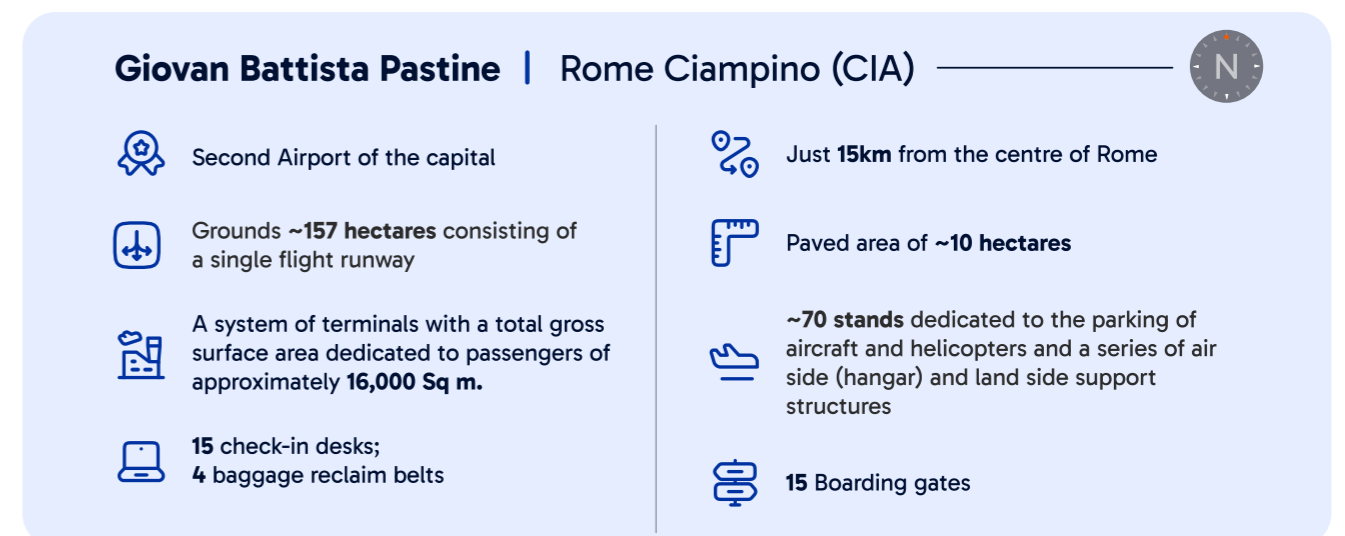 Giovan Battista Pastine | Rome Ciampino (CIA)
N
Second Airport of the capital
Grounds ~157 hectares consisting of
a single flight runway
A system of terminals with a total gross
surface area dedicated to passengers of
approximately 16,000 Sq m.
15 check-in desks;
4 baggage reclaim belts
Just 15km from the centre of Rome
Paved area of ~10 hectares
~70 stands dedicated to the parking of
aircraft and helicopters and a series of air
side (hangar) and land side support
structures
15 Boarding gates